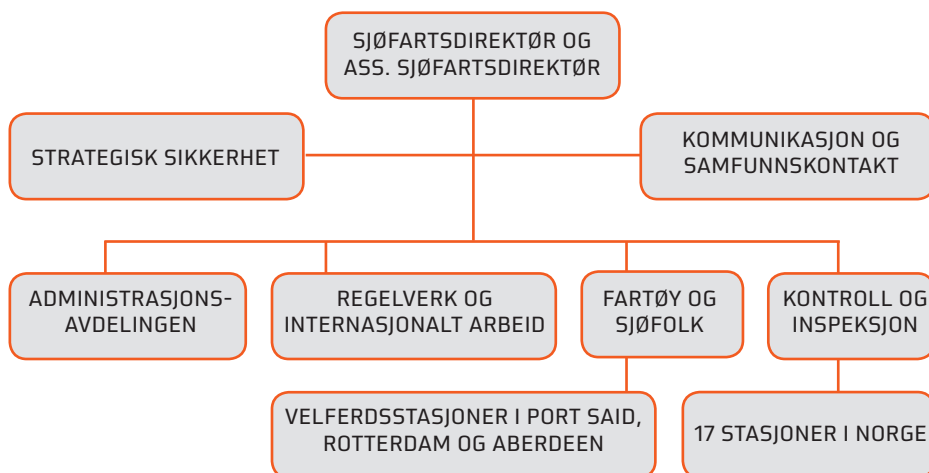 SJØFARTSDIREKTØR OG
ASS. SJØFARTSDIREKTØR
STRATEGISK SIKKERHET
KOMMUNIKASJON OG
SAMFUNNSKONTAKT
ADMINISTRASJONS-
AVDELINGEN
REGELVERK OG
INTERNASJONALT ARBEID
FARTØY OG
SJØFOLK
KONTROLL OG
INSPEKSJON
VELFERDSSTASJONER I PORT SAID,
ROTTERDAM OG ABERDEEN
17 STASJONER I NORGE